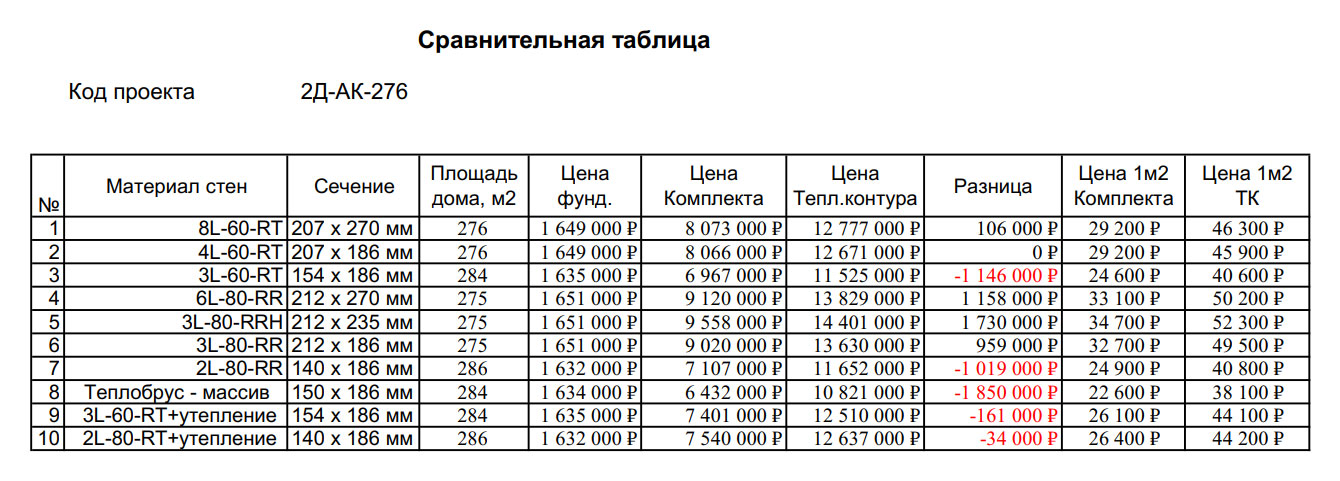 Сравнительная таблица
Код проекта 2Д-АК-276
№ Материал стен Сечение Площадь дома, м2 Цена фунд. Цена Комплекта Цена Тепл.контура Разница Цена 1м2 Комплекта Цена 1м2 ТК
1 8L-60-RT 207 x 270 мм 276 1 649 000 ₽ 8 073 000 ₽ 12 777 000 ₽ 106 000 ₽ 29 200 ₽ 46 300 ₽
2 4L-60-RT 207 x 186 мм 276 1 649 000 ₽ 8 066 000 ₽ 12 671 000 ₽ 0 ₽ 29 200 ₽ 45 900 ₽
3 3L-60-RT 154 x 186 мм 284 1 635 000 ₽ 6 967 000 ₽ 11 525 000 ₽ -1 146 000 ₽ 24 600 ₽ 40 600 ₽
4 6L-80-RR 212 x 270 мм 275 1 651 000 ₽ 9 120 000 ₽ 13 829 000 ₽ 1 158 000 ₽ 33 100 ₽ 50 200 ₽
5 3L-80-RRH 212 x 235 мм 275 1 651 000 ₽ 9 558 000 ₽ 14 401 000 ₽ 1 730 000 ₽ 34 700 ₽ 52 300 ₽
6 3L-80-RR 212 x 186 мм 275 1 651 000 ₽ 9 020 000 ₽ 13 630 000 ₽ 959 000 ₽ 32 700 ₽ 49 500 ₽
7 2L-80-RR 140 x 186 мм 286 1 632 000 ₽ 7 107 000 ₽ 11 652 000 ₽ -1 019 000 ₽ 24 900 ₽ 40 800 ₽
8 Теплобрус - массив 150 x 186 мм 284 1 634 000 ₽ 6 432 000 ₽ 10 821 000 ₽ -1 850 000 ₽ 22 600 ₽ 38 100 ₽
9 3L-60-RT+утепление 154 x 186 мм 284 1 635 000 ₽ 7 401 000 ₽ 12 510 000 ₽ -161 000 ₽ 26 100 ₽ 44 100 ₽
10 2L-80-RT+утепление 140 x 186 мм 286 1 632 000 ₽ 7 540 000 ₽ 12 637 000 ₽ -34 000 ₽ 26 400 ₽ 44 200 ₽